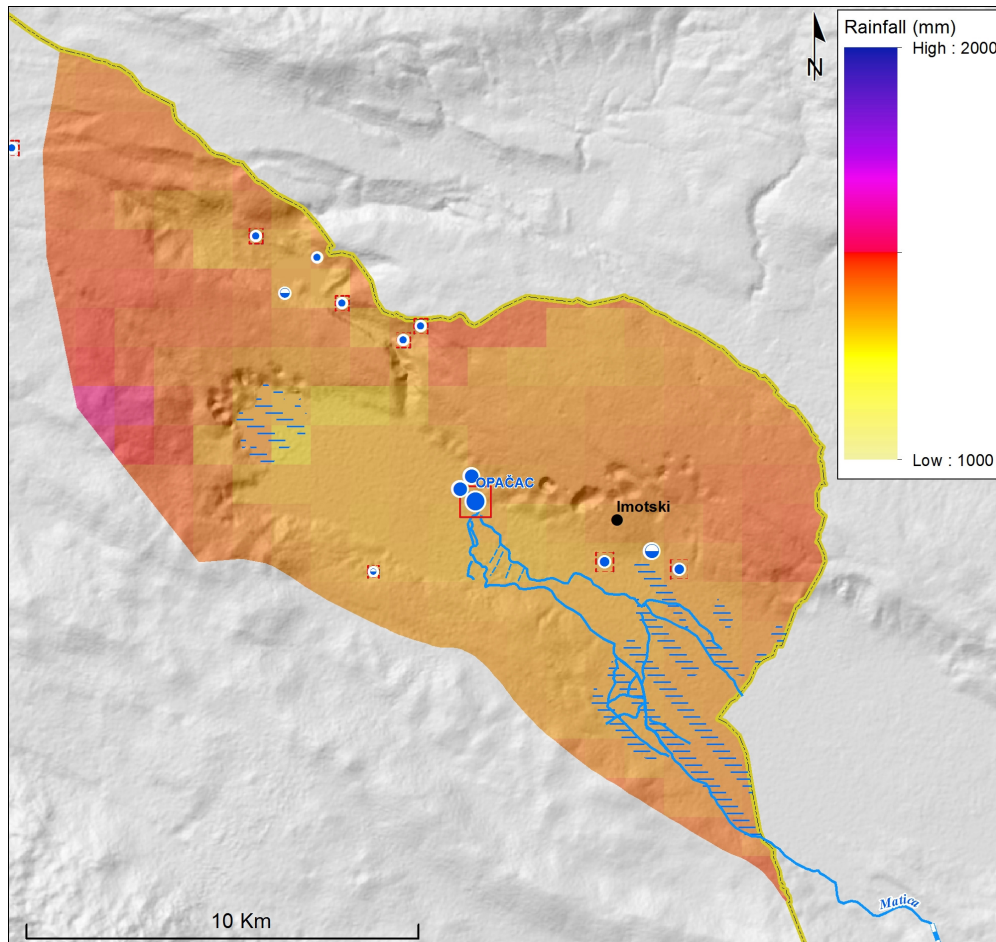 Rainfall (mm)
High : 2000
N
Low : 1000
OPAČAC
Imotski
10 Km
Matica